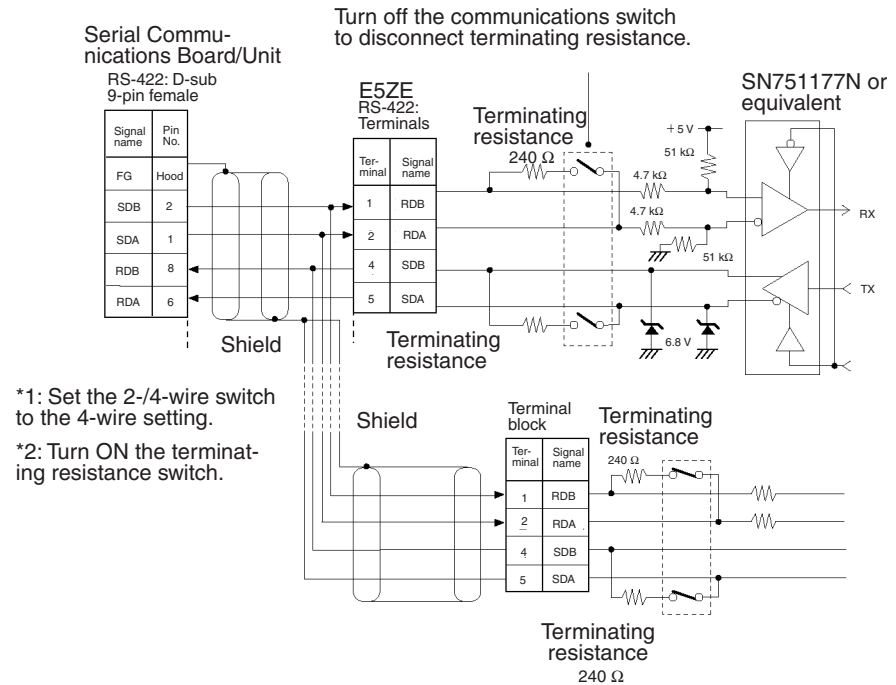 Turn off the communications switch
to disconnect terminating resistance.
Serial Commu-
nications Board/Unit
RS-422: D-sub
9-pin female
Signal name
Pin No.
FG Hood
SDB 2
SDA 1
RDB 8
RDA 6
Shield
E5ZE
RS-422:
Terminals
Ter-
minal
Signal
name
1 RDB
2 RDA
4 SDB
5 SDA
Terminating
resistance
240 Ω
Terminating
resistance
+5 V
51 kΩ
4.7 kΩ
4.7 kΩ
51 kΩ
6.8 V
SN751177N or
equivalent
RX
TX
*1: Set the 2-/4-wire switch
to the 4-wire setting.
*2: Turn ON the terminat-
ing resistance switch.
Shield
Terminal
block
Ter-
minal
Signal
name
1 RDB
2 RDA
4 SDB
5 SDA
Terminating
resistance
240 Ω
Terminating
resistance
240 Ω